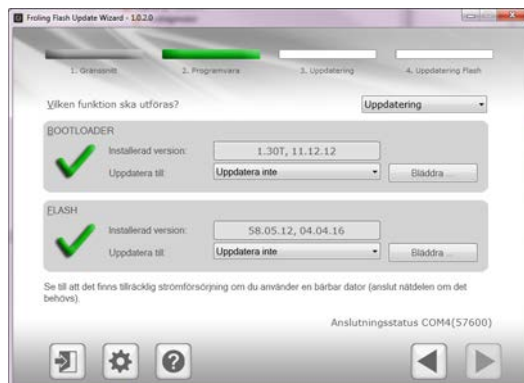 Froling Flash Update Wizard - 1.0.2.0
1. Gränssnitt
2. Programvara
3. Uppdatering
4. Uppdatering Flash
Vilken funktion ska utföras?
Uppdatering
BOOTLOADER
Installerad version:
1.30T, 11.12.12
Uppdatera till:
Uppdatera inte
Bläddra ...
FLASH
Installerad version:
58.05.12, 04.04.16
Uppdatera till:
Uppdatera inte
Bläddra ...
Se till att det finns tillräcklig strömförsörjning om du använder en bärbar dator (anslut nätdelen om det
behövs).
Anslutningsstatus COM4(57600)